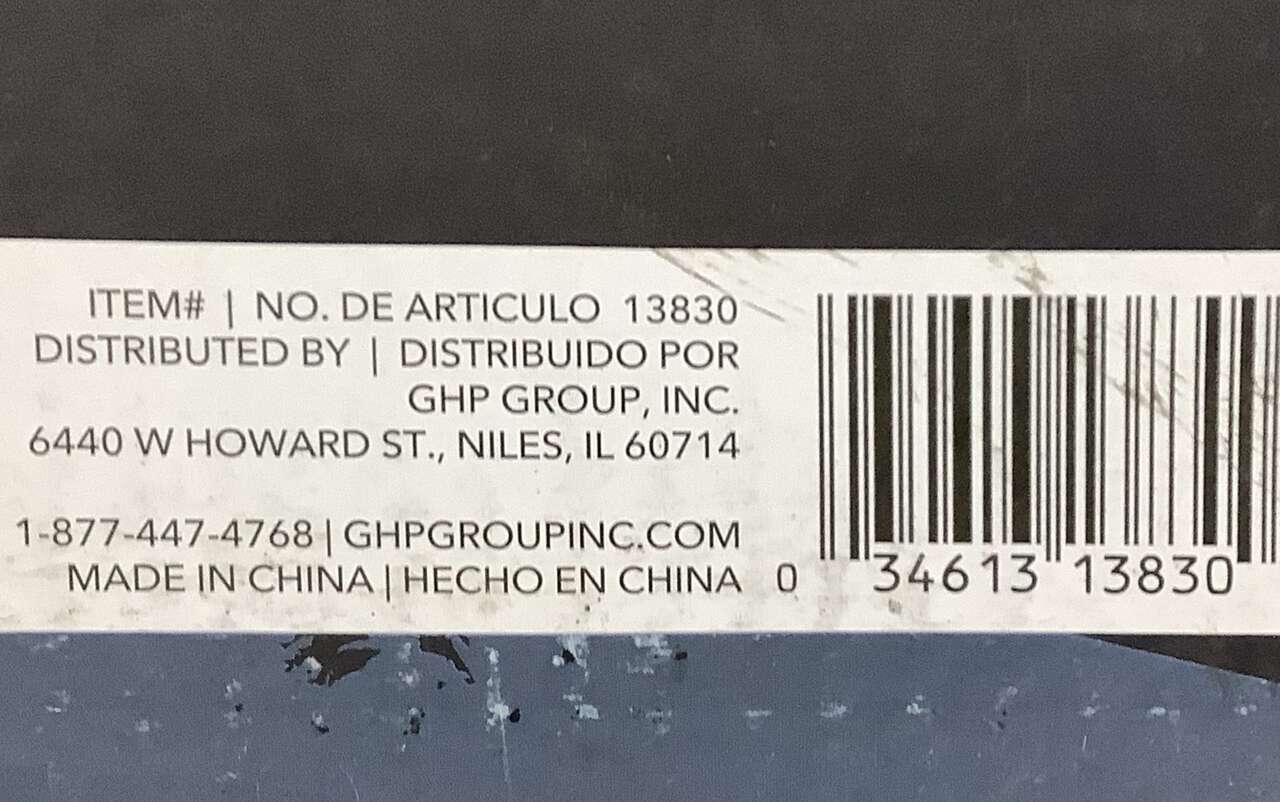 ITEM# | NO. DE ARTICULO 13830
DISTRIBUTED BY | DISTRIBUIDO POR
GHP GROUP, INC.
6440 W HOWARD ST., NILES, IL 60714
1-877-447-4768 | GHPGROUPINC.COM
MADE IN CHINA | HECHO EN CHINA
0 34613 13830